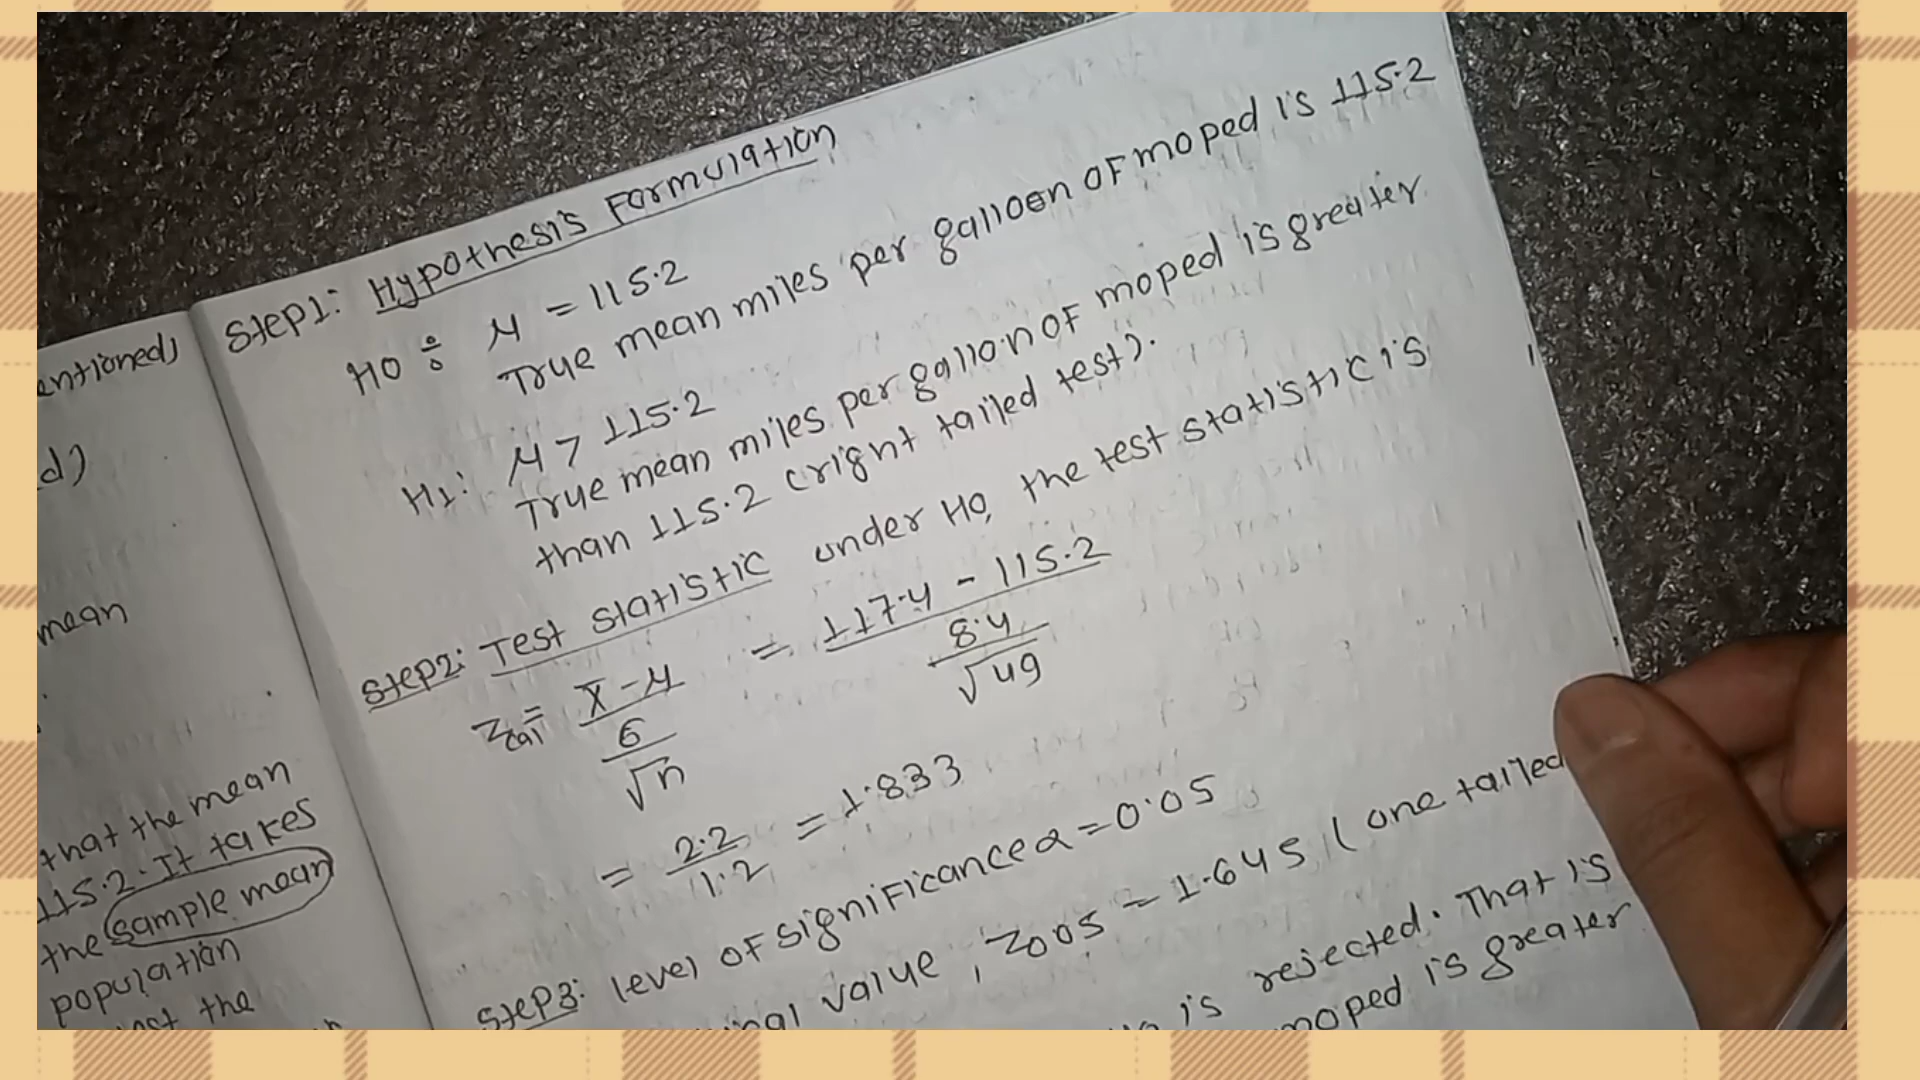 entioned)
d)
mean
that the mean
115.2. It takes
the sample mean
population
the
Step1: Hypothesis Formulation
H0 ÷ μ = 115.2
True mean miles per galloon of moped is 115.2
H1: μ > 115.2
True mean miles per gallon of moped is greater
than 115.2 (right tailed test).
Step2: Test statistic under H0, the test statistic is
Zcal = X̄ - μ / σ / √n = 117.4 - 115.2 / 8.4 / √49
= 2.2 / 1.2 = 1.833
Step3: level of significance α = 0.05
value, Z005 = 1.645 (one tailed
is rejected. That is
moped is greater